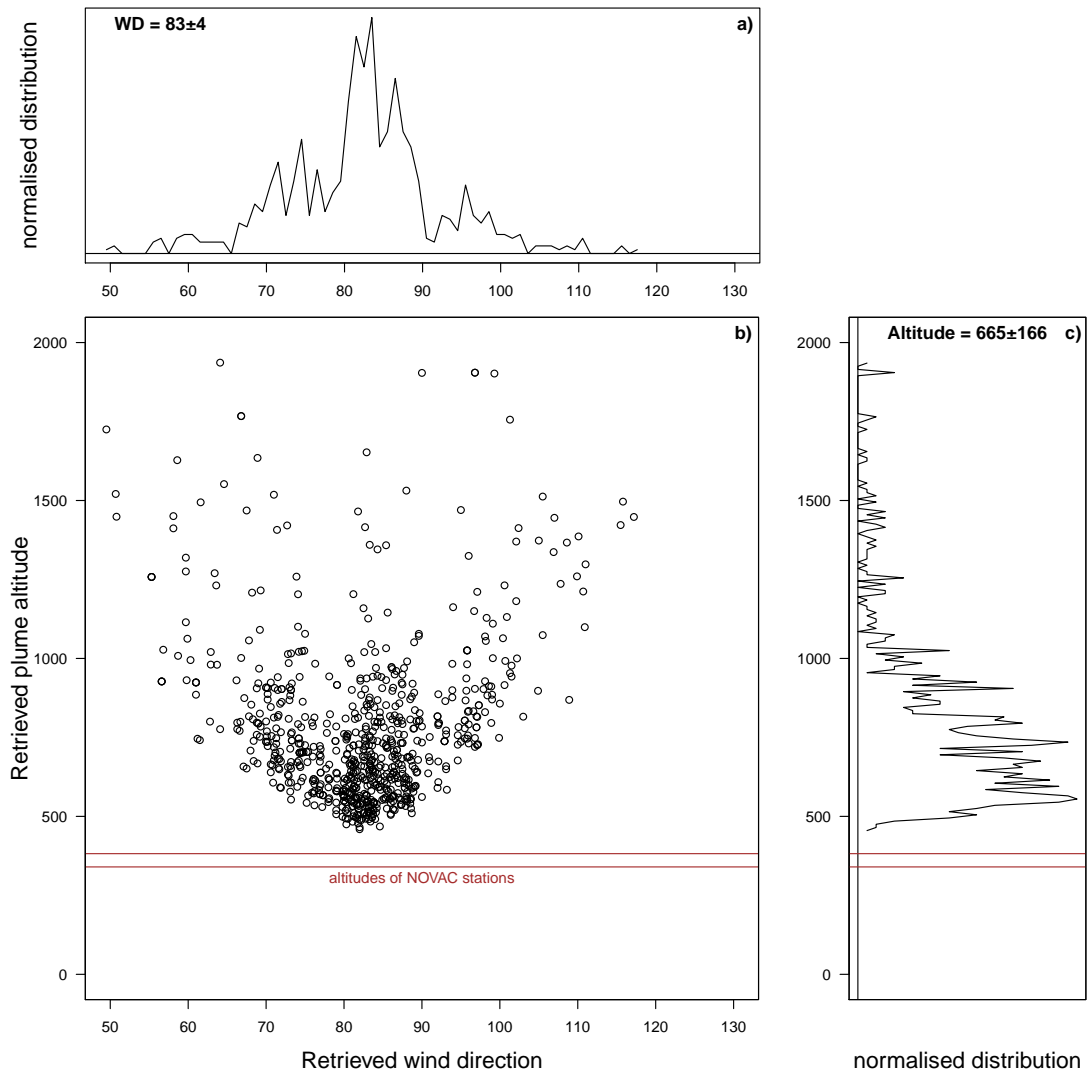 WD = 83±4
a)
normalised distribution
50 60 70 80 90 100 110 120 130
b)
2000
1500
1000
500
0
Retrieved plume altitude
altitudes of NOVAC stations
50 60 70 80 90 100 110 120 130
Retrieved wind direction
Altitude = 665±166 c)
2000
1500
1000
500
0
normalised distribution